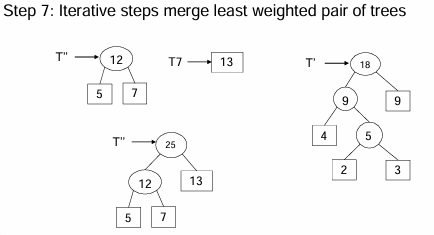 Step 7: Iterative steps merge least weighted pair of trees
T" 12 T7 13 T' 18
5 7 9 9
4 5
2 3
T" 25
12 13
5 7